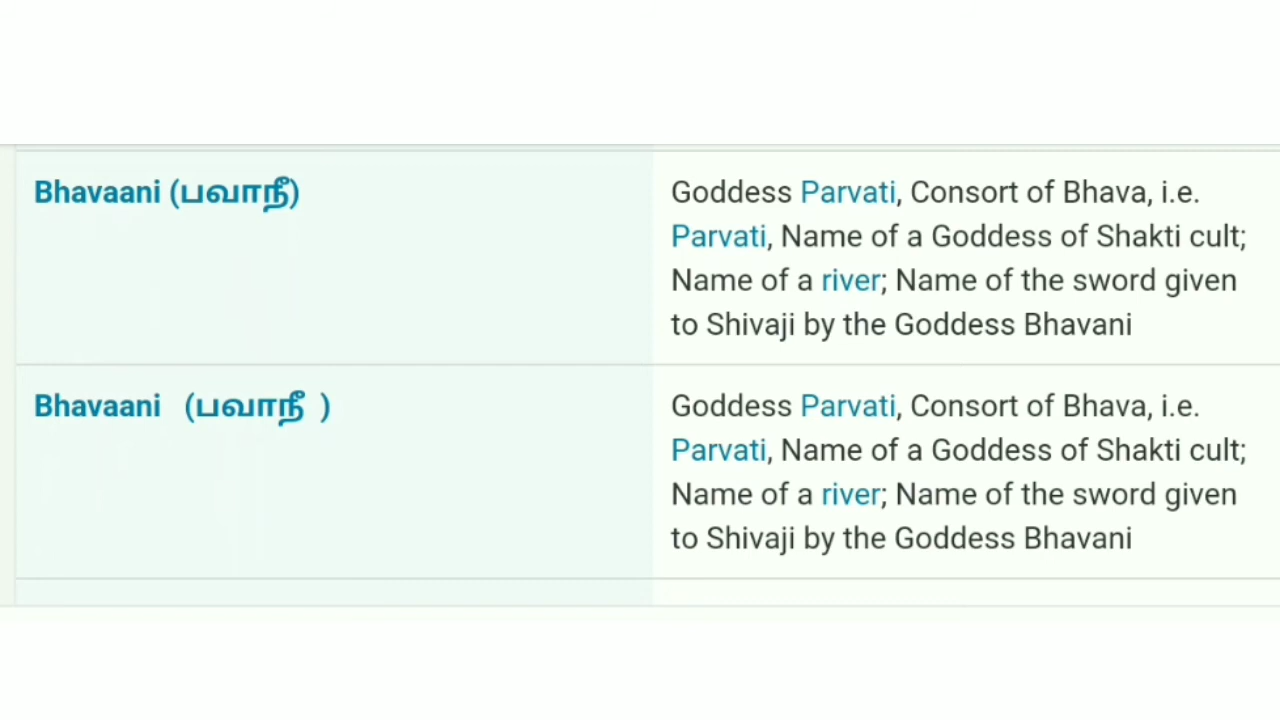 Bhavaani (பவாநீ)
Goddess Parvati, Consort of Bhava, i.e.
Parvati, Name of a Goddess of Shakti cult;
Name of a river; Name of the sword given
to Shivaji by the Goddess Bhavani
Bhavaani (பவாநீ )
Goddess Parvati, Consort of Bhava, i.e.
Parvati, Name of a Goddess of Shakti cult;
Name of a river; Name of the sword given
to Shivaji by the Goddess Bhavani